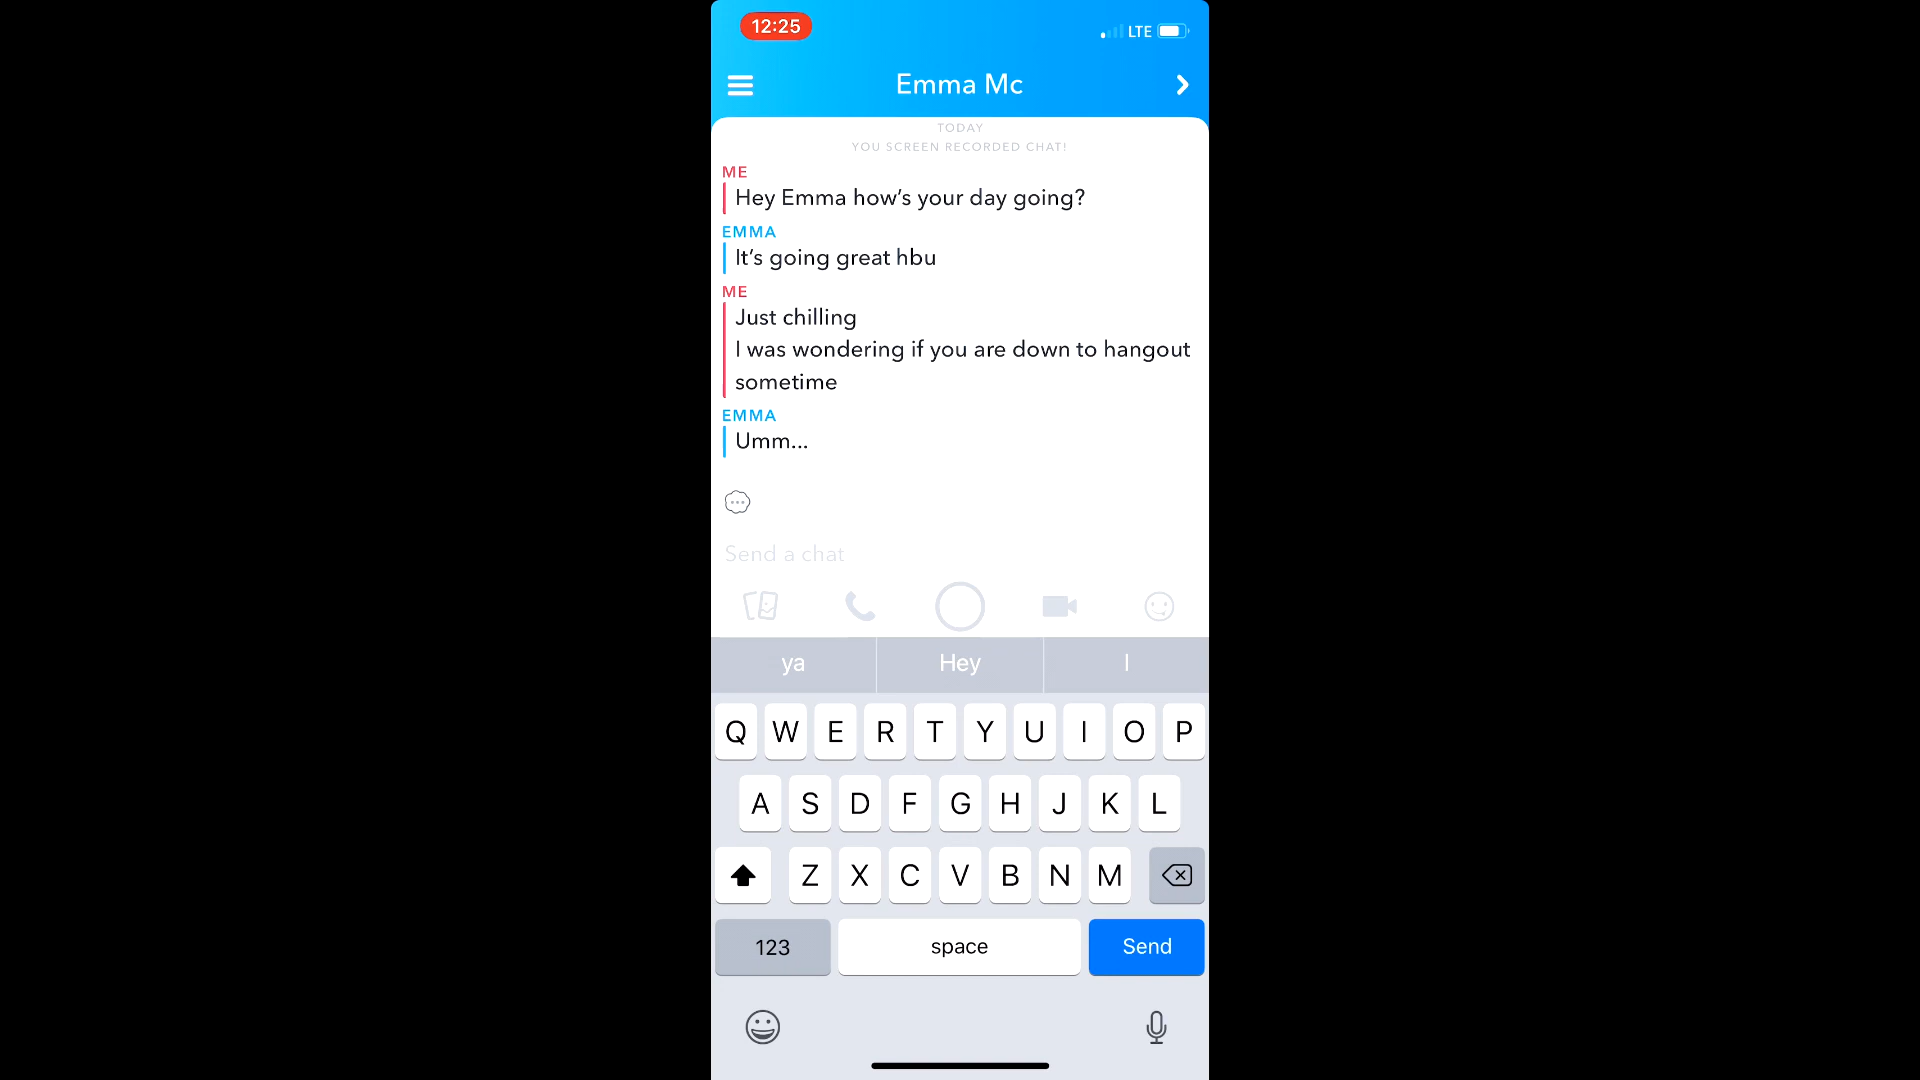 12:25
LTE
Emma Mc
TODAY
YOU SCREEN RECORDED CHAT!
ME
Hey Emma how’s your day going?
EMMA
It’s going great hbu
ME
Just chilling
I was wondering if you are down to hangout
sometime
EMMA
Umm...
Send a chat
ya Hey I
Q W E R T Y U I O P
A S D F G H J K L
Z X C V B N M
123 space Send